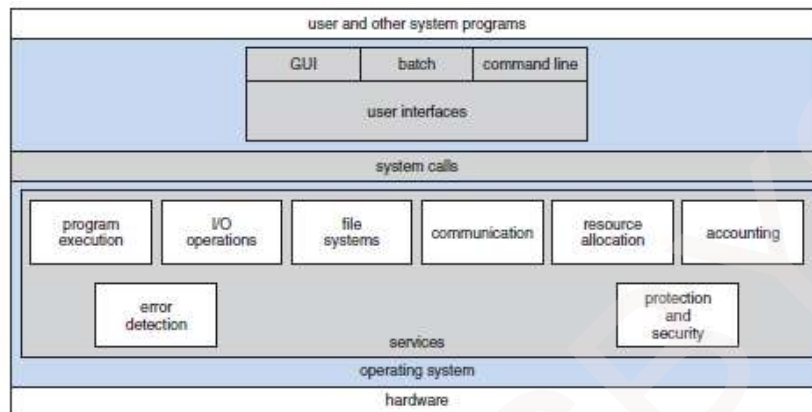 user and other system programs
GUI batch command line
user interfaces
system calls
program execution
I/O operations
file systems
communication
resource allocation
accounting
error detection
protection and security
services
operating system
hardware